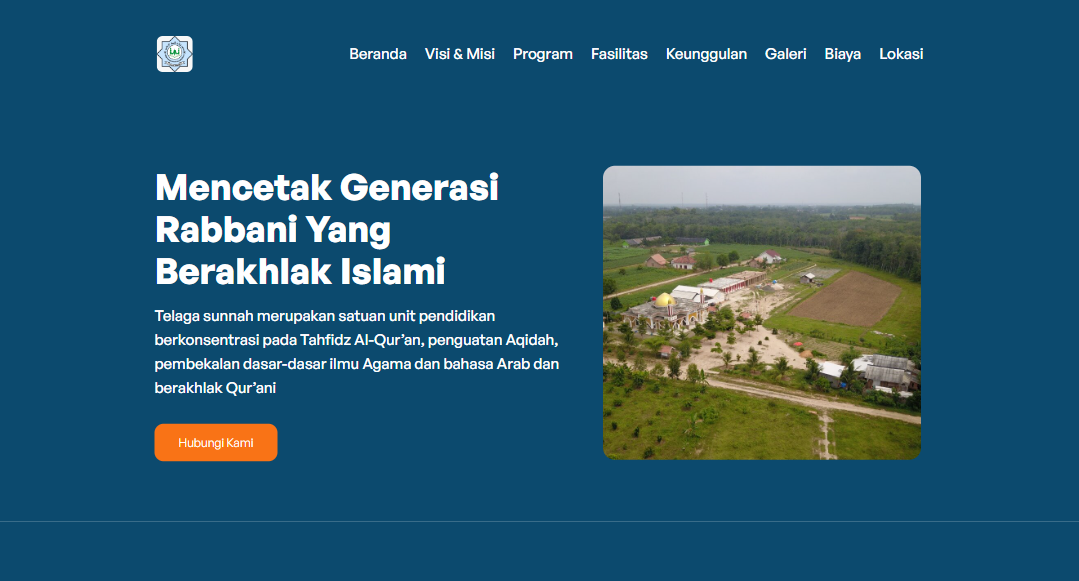 Beranda Visi & Misi Program Fasilitas Keunggulan Galeri Biaya Lokasi
Mencetak Generasi
Rabbani Yang
Berakhlak Islami
Telaga sunnah merupakan satuan unit pendidikan
berkonsentrasi pada Tahfidz Al-Qur’an, penguatan Aqidah,
pembekalan dasar-dasar ilmu Agama dan bahasa Arab dan
berakhlak Qur’ani
Hubungi Kami